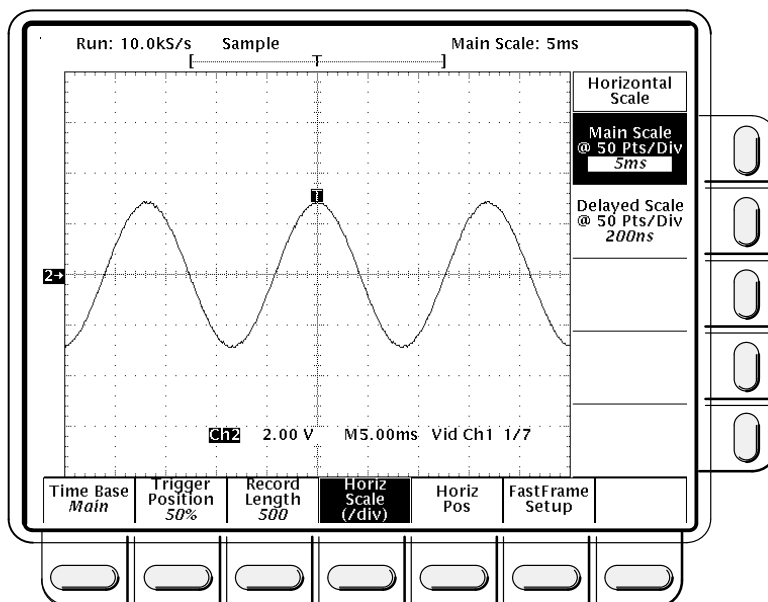 Run: 10.0kS/s Sample Main Scale: 5ms
[ T ]
Horizontal
Scale
Main Scale
@ 50 Pts/Div
5ms
T
Delayed Scale
@ 50 Pts/Div
200ns
2→
Ch2 2.00 V M5.00ms Vid Ch1 1/7
Time Base
Main
Trigger
Position
50%
Record
Length
500
Horiz
Scale
(/div)
Horiz
Pos
FastFrame
Setup